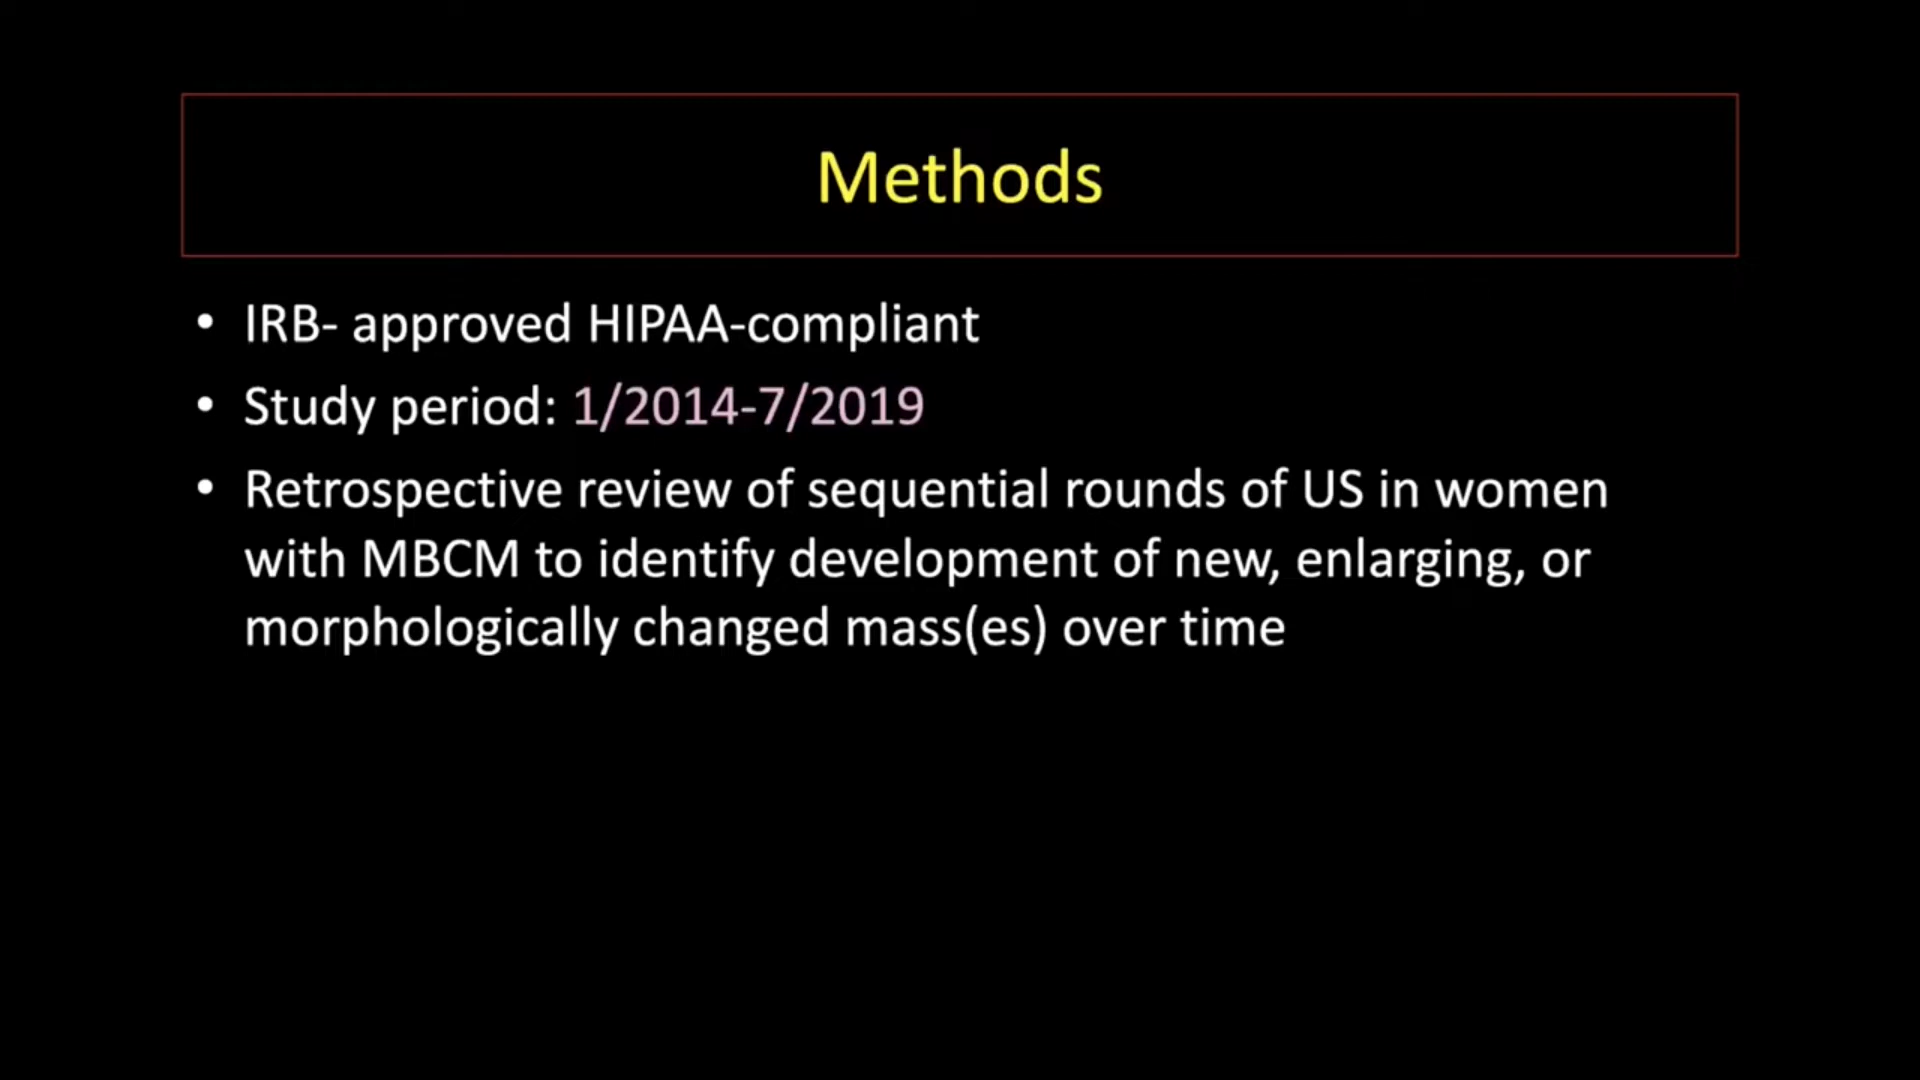 Methods
• IRB- approved HIPAA-compliant
• Study period: 1/2014-7/2019
• Retrospective review of sequential rounds of US in women
with MBCM to identify development of new, enlarging, or
morphologically changed mass(es) over time